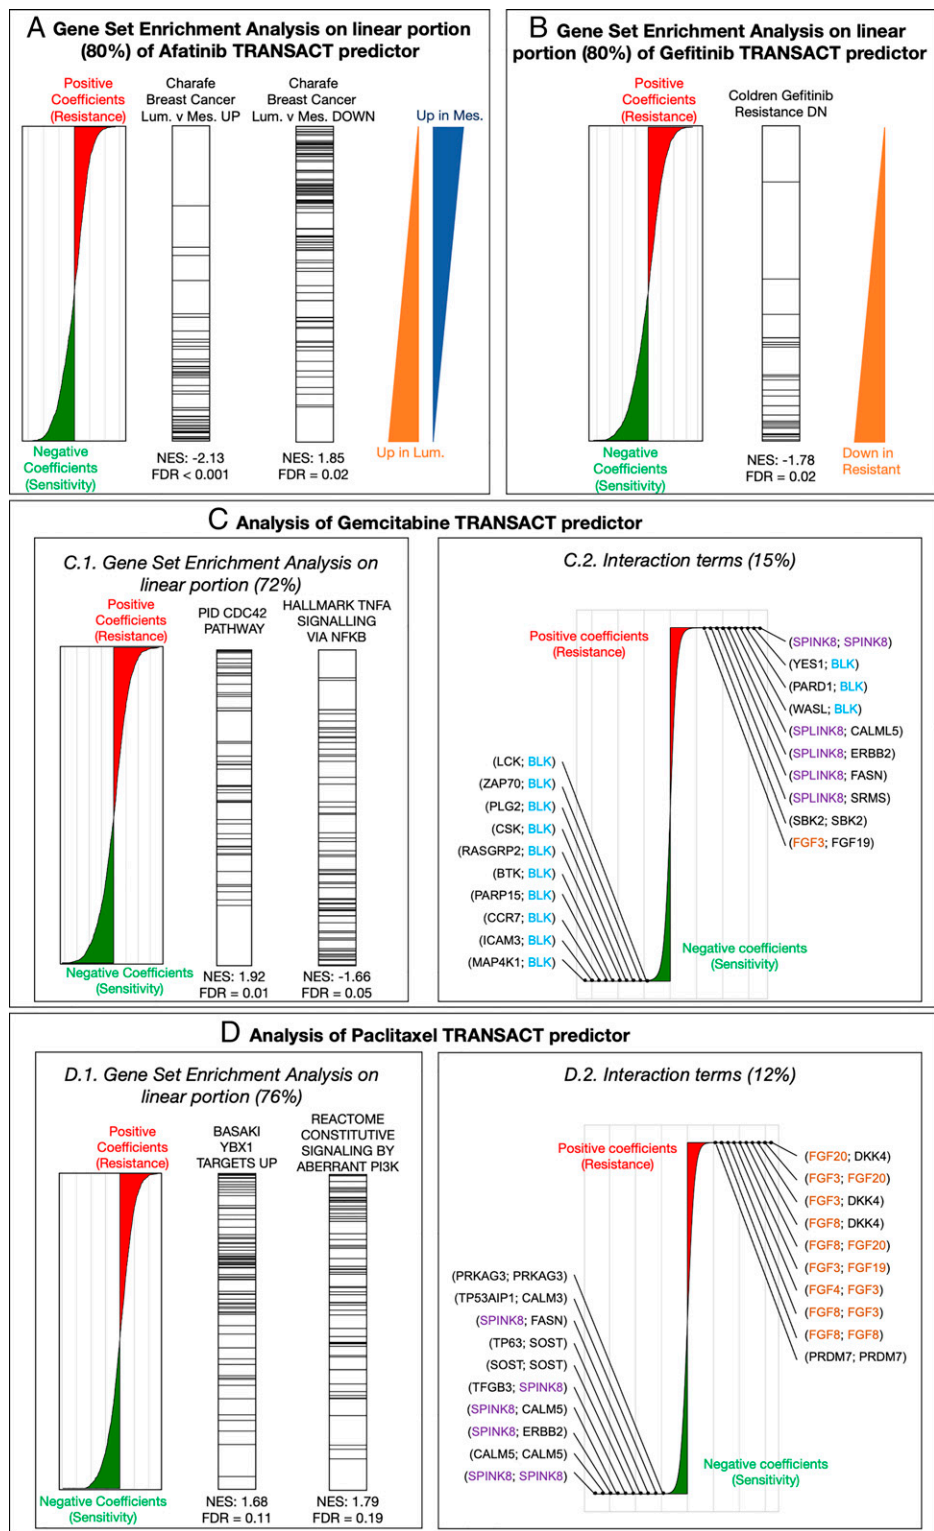 A Gene Set Enrichment Analysis on linear portion
(80%) of Afatinib TRANSACT predictor
Positive
Coefficients
(Resistance)
Charafe
Breast Cancer
Lum. v Mes. UP
Charafe
Breast Cancer
Lum. v Mes. DOWN
Up in Mes.
Negative
Coefficients
(Sensitivity)
NES: -2.13
FDR < 0.001
NES: 1.85
FDR = 0.02
Up in Lum.
B Gene Set Enrichment Analysis on linear
portion (80%) of Gefitinib TRANSACT predictor
Positive
Coefficients
(Resistance)
Coldren Gefitinib
Resistance DN
Negative
Coefficients
(Sensitivity)
NES: -1.78
FDR = 0.02
Down in
Resistant
C Analysis of Gemcitabine TRANSACT predictor
C.1. Gene Set Enrichment Analysis on
linear portion (72%)
Positive
Coefficients
(Resistance)
PID CDC42
PATHWAY
HALLMARK TNFA
SIGNALLING
VIA NFKB
Negative Coefficients
(Sensitivity)
NES: 1.92
FDR = 0.01
NES: -1.66
FDR = 0.05
C.2. Interaction terms (15%)
Positive coefficients
(Resistance)
(SPINK8; SPINK8)
(YES1; BLK)
(PARD1; BLK)
(WASL; BLK)
(SPLINK8; CALML5)
(SPLINK8; ERBB2)
(SPLINK8; FASN)
(SPLINK8; SRMS)
(SBK2; SBK2)
(FGF3; FGF19)
(LCK; BLK)
(ZAP70; BLK)
(PLG2; BLK)
(CSK; BLK)
(RASGRP2; BLK)
(BTK; BLK)
(PARP15; BLK)
(CCR7; BLK)
(ICAM3; BLK)
(MAP4K1; BLK)
Negative coefficients
(Sensitivity)
D Analysis of Paclitaxel TRANSACT predictor
D.1. Gene Set Enrichment Analysis on
linear portion (76%)
Positive
Coefficients
(Resistance)
BASAKI
YBX1
TARGETS UP
REACTOME
CONSTITUTIVE
SIGNALING BY
ABERRANT PI3K
Negative Coefficients
(Sensitivity)
NES: 1.68
FDR = 0.11
NES: 1.79
FDR = 0.19
D.2. Interaction terms (12%)
Positive coefficients
(Resistance)
(FGF20; DKK4)
(FGF3; FGF20)
(FGF3; DKK4)
(FGF8; DKK4)
(FGF8; FGF20)
(FGF3; FGF19)
(FGF4; FGF3)
(FGF8; FGF3)
(FGF8; FGF8)
(PRDM7; PRDM7)
(PRKAG3; PRKAG3)
(TP53AIP1; CALM3)
(SPINK8; FASN)
(TP63; SOST)
(SOST; SOST)
(TFGB3; SPINK8)
(SPINK8; CALM5)
(SPINK8; ERBB2)
(CALM5; CALM5)
(SPINK8; SPINK8)
Negative coefficients
(Sensitivity)